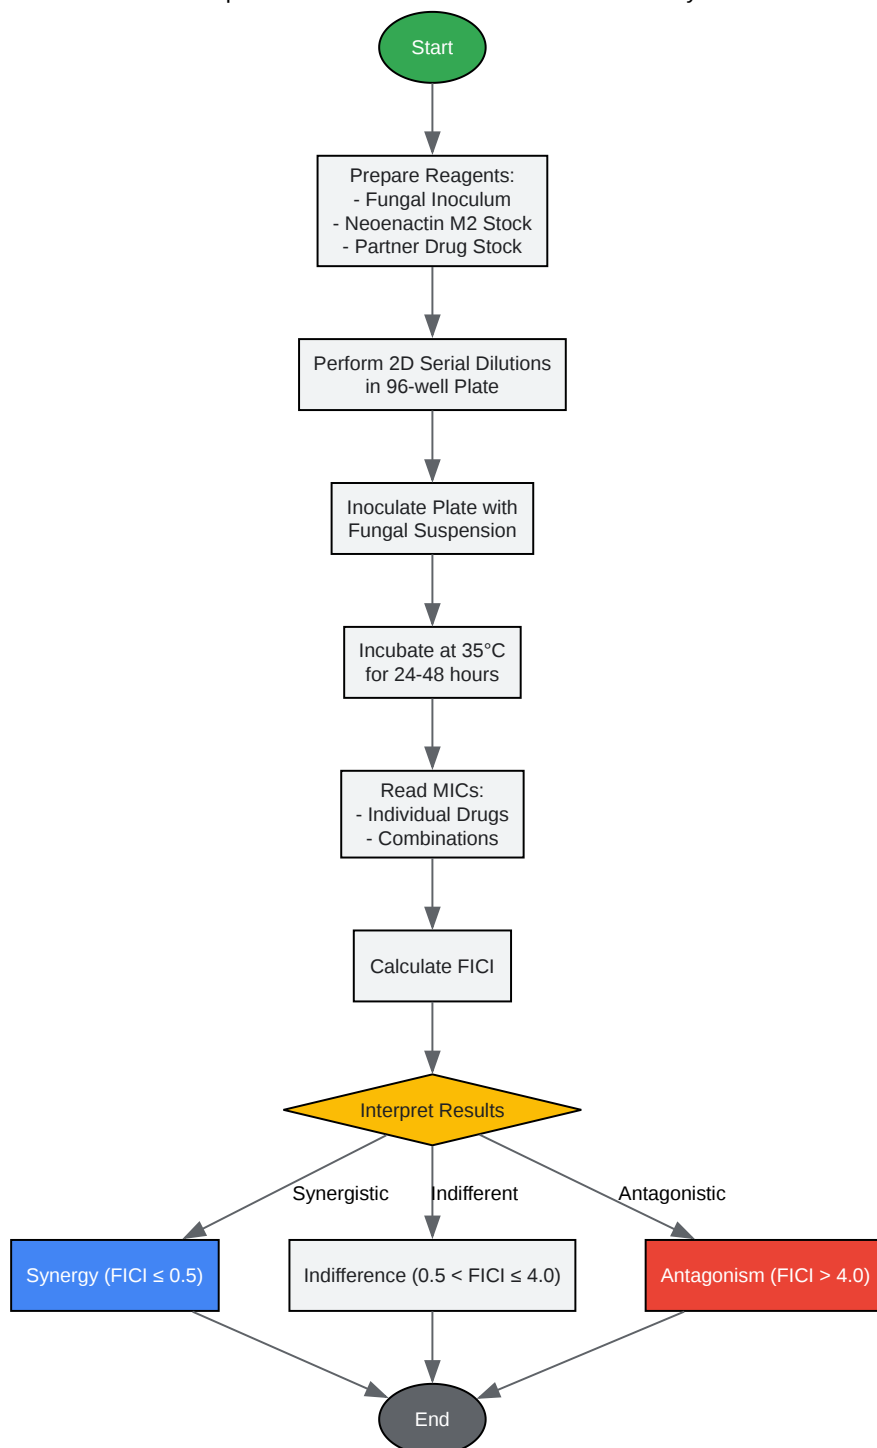 Start
Prepare Reagents:
- Fungal Inoculum
- Neoenactin M2 Stock
- Partner Drug Stock
Perform 2D Serial Dilutions
in 96-well Plate
Inoculate Plate with
Fungal Suspension
Incubate at 35°C
for 24-48 hours
Read MICs:
- Individual Drugs
- Combinations
Calculate FICI
Interpret Results
Synergistic
Indifferent
Antagonistic
Synergy (FICI ≤ 0.5)
Indifference (0.5 < FICI ≤ 4.0)
Antagonism (FICI > 4.0)
End